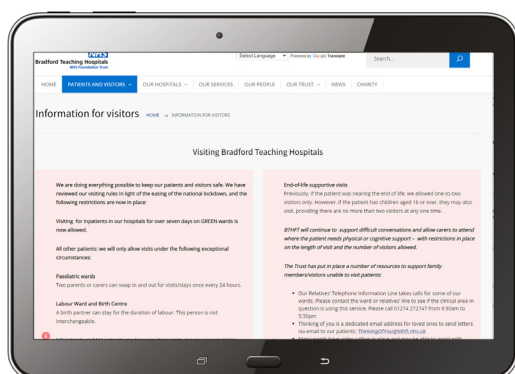 NHS
Bradford Teaching Hospitals
NHS Foundation Trust
Select Language
Powered by Google Translate
Search...
HOME
PATIENTS AND VISITORS
OUR HOSPITALS
OUR SERVICES
OUR PEOPLE
OUR TRUST
NEWS
CHARITY
Information for visitors
HOME → INFORMATION FOR VISITORS
Visiting Bradford Teaching Hospitals
We are doing everything possible to keep our patients and visitors safe. We have
reviewed our visiting rules in light of the easing of the national lockdown, and the
following restrictions are now in place:
Visiting for inpatients in our hospitals for over seven days on GREEN wards is
now allowed.
All other patients: we will only allow visits under the following exceptional
circumstances:
Paediatric wards
Two parents or carers can swap in and out for visits/stays once every 24 hours.
Labour Ward and Birth Centre
A birth partner can stay for the duration of labour. This person is not
interchangeable.
End-of-life supportive visits
Previously, if the patient was nearing the end of life, we allowed one-to-two
visitors only. However, if the patient has children aged 16 or over, they may also
visit, providing there are no more than two visitors at any one time.
BTHFT will continue to support difficult conversations and allow carers to attend
where the patient needs physical or cognitive support – with restrictions in place
on the length of visit and the number of visitors allowed.
The Trust has put in place a number of resources to support family
members/visitors unable to visit patients:
• Our Relatives' Telephone Information Line takes calls for some of our
wards. Please contact the ward or relatives' line to see if the clinical area in
question is using this service. Please call 01274 272747 from 9.30am to
5.30pm
• Thinking of you is a dedicated email address for loved ones to send letters
via email to our patients: ThinkingOfYou@bthft.nhs.uk